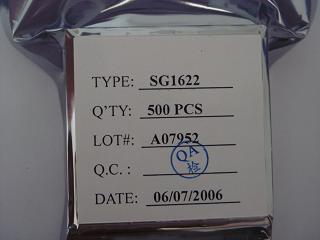 TYPE: SG1622
Q'TY: 500 PCS
LOT#: A07952
QA
Q.C. :
DATE: 06/07/2006